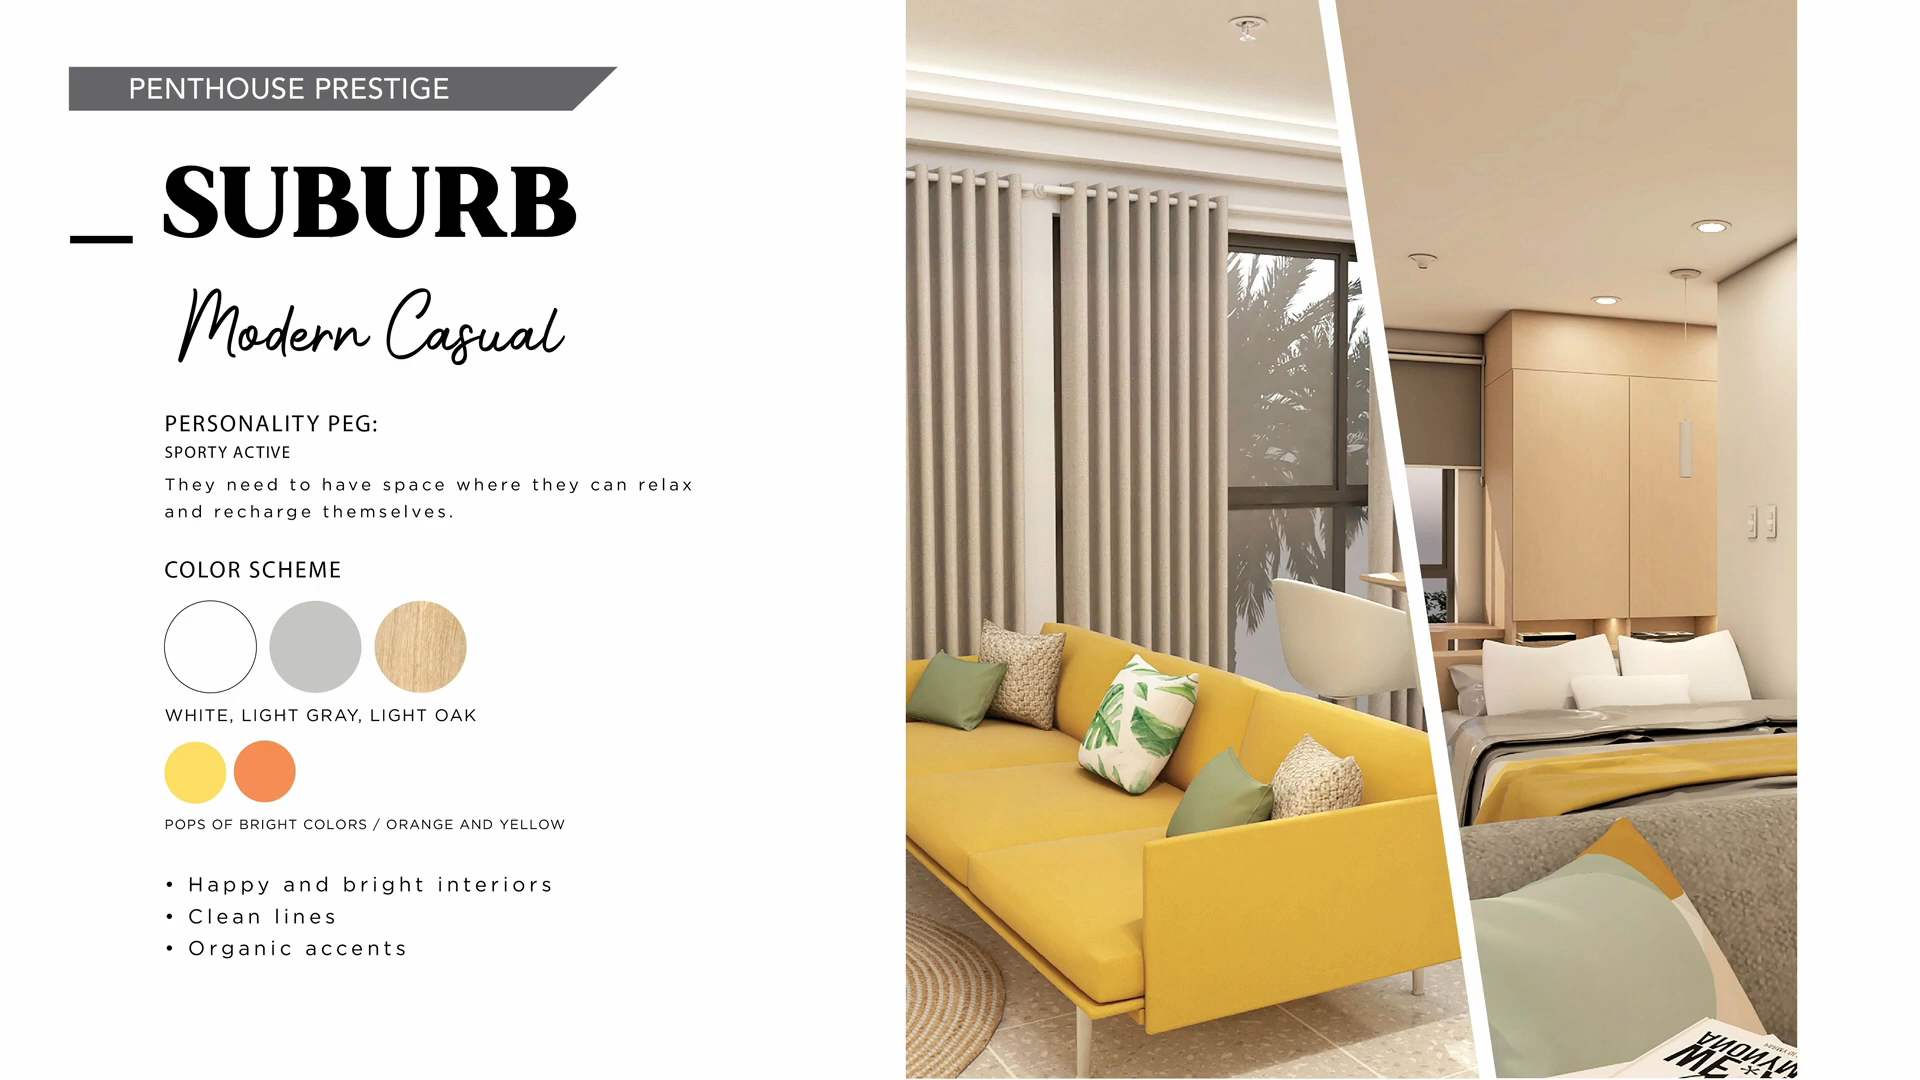 PENTHOUSE PRESTIGE
_ SUBURB
Modern Casual
PERSONALITY PEG:
SPORTY ACTIVE
They need to have space where they can relax
and recharge themselves.
COLOR SCHEME
WHITE, LIGHT GRAY, LIGHT OAK
POPS OF BRIGHT COLORS / ORANGE AND YELLOW
• Happy and bright interiors
• Clean lines
• Organic accents